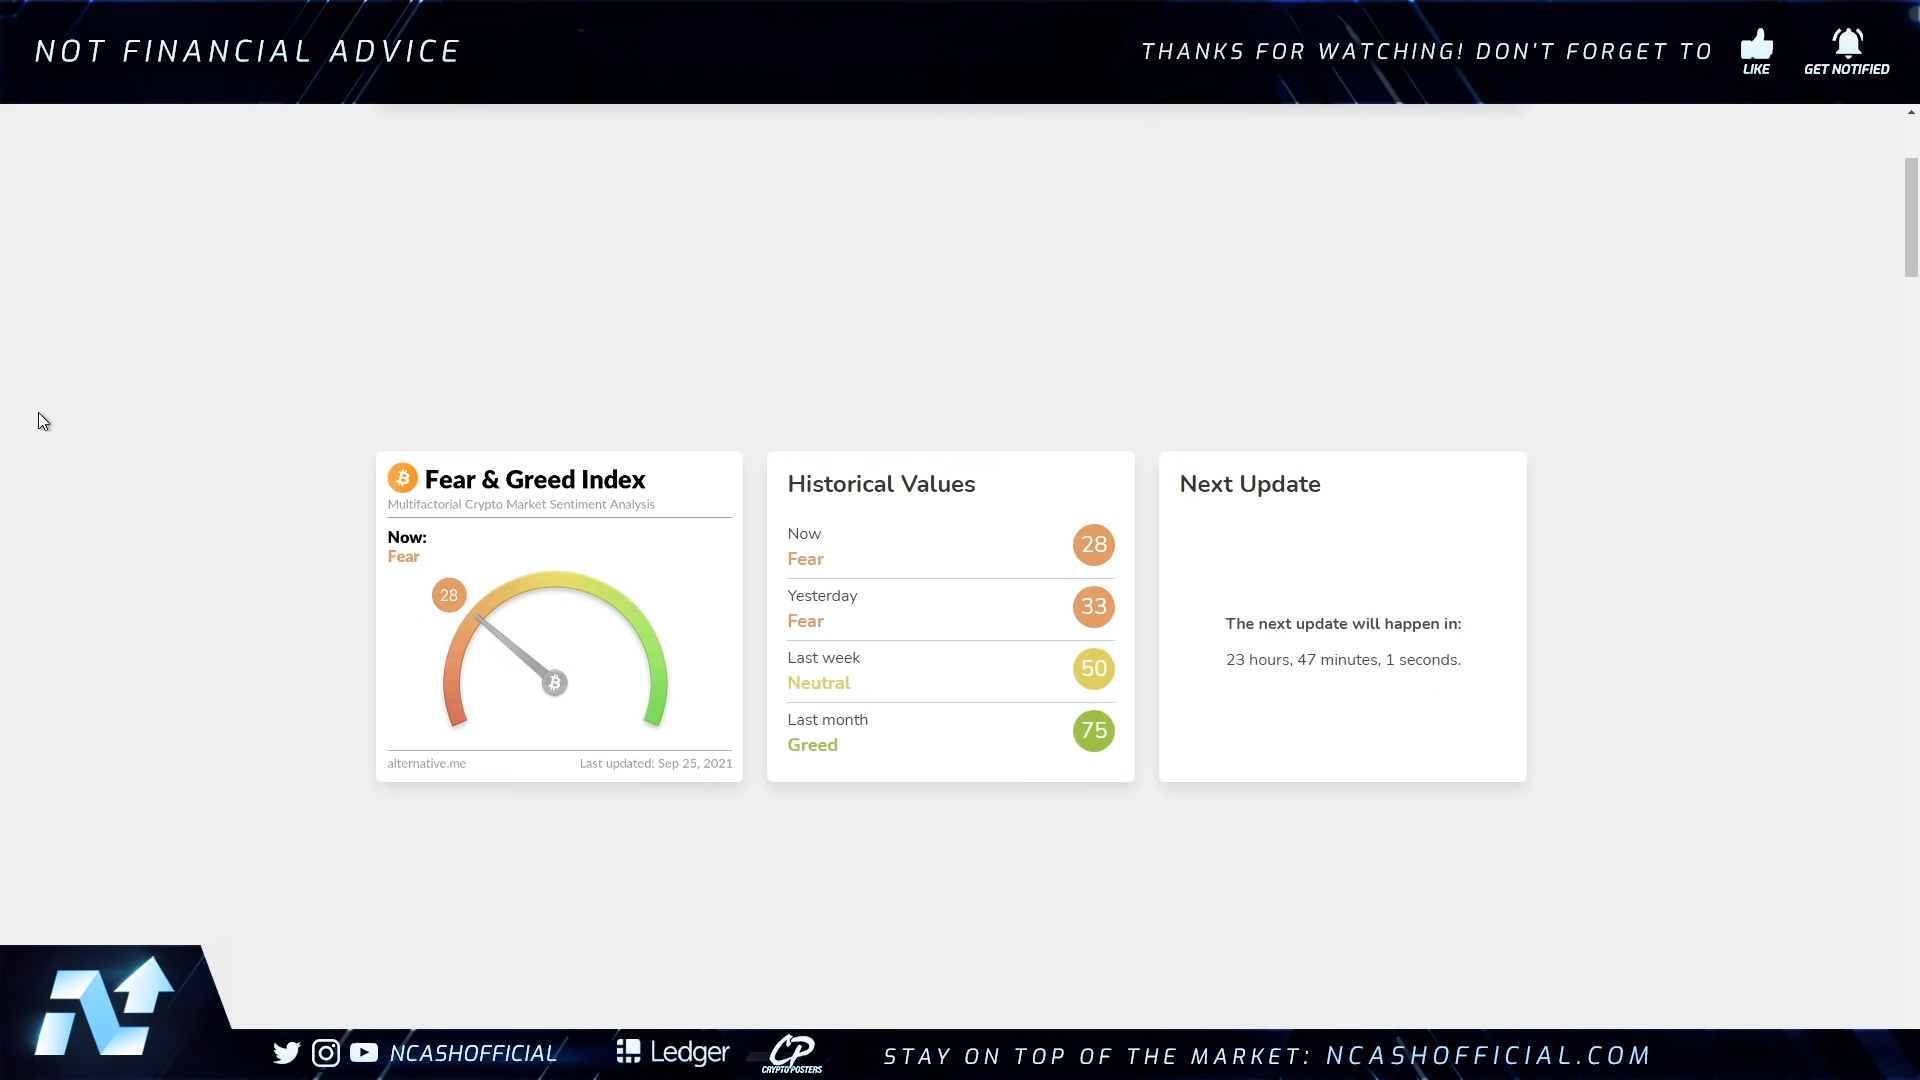 NOT FINANCIAL ADVICE
THANKS FOR WATCHING! DON'T FORGET TO
LIKE
GET NOTIFIED
Fear & Greed Index
Multifactorial Crypto Market Sentiment Analysis
Now:
Fear
28
alternative.me
Last updated: Sep 25, 2021
Historical Values
Now
Fear
28
Yesterday
Fear
33
Last week
Neutral
50
Last month
Greed
75
Next Update
The next update will happen in:
23 hours, 47 minutes, 1 seconds.
NCASHOFFICIAL
Ledger
CP
CRYPTO POSTERS
STAY ON TOP OF THE MARKET: NCASHOFFICIAL.COM